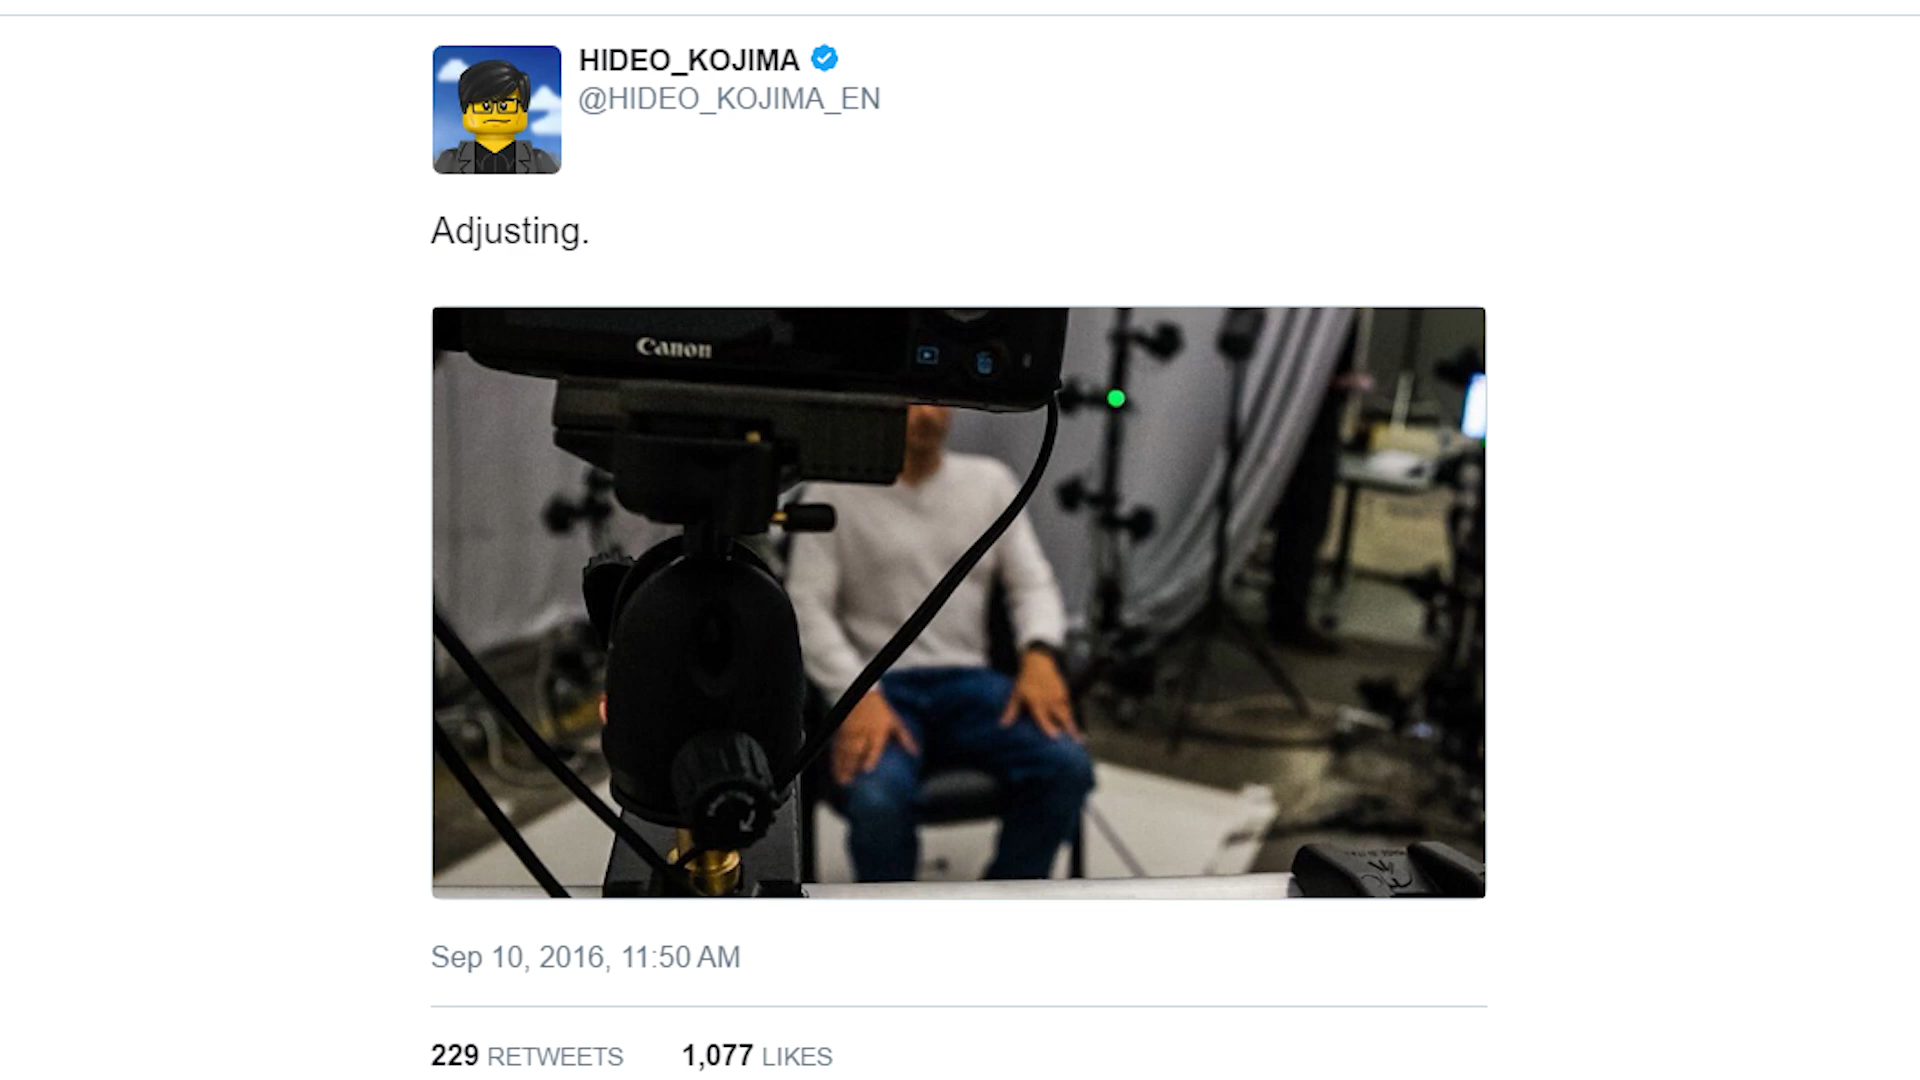 HIDEO_KOJIMA
@HIDEO_KOJIMA_EN
Adjusting.
Canon
Sep 10, 2016, 11:50 AM
229 RETWEETS 1,077 LIKES